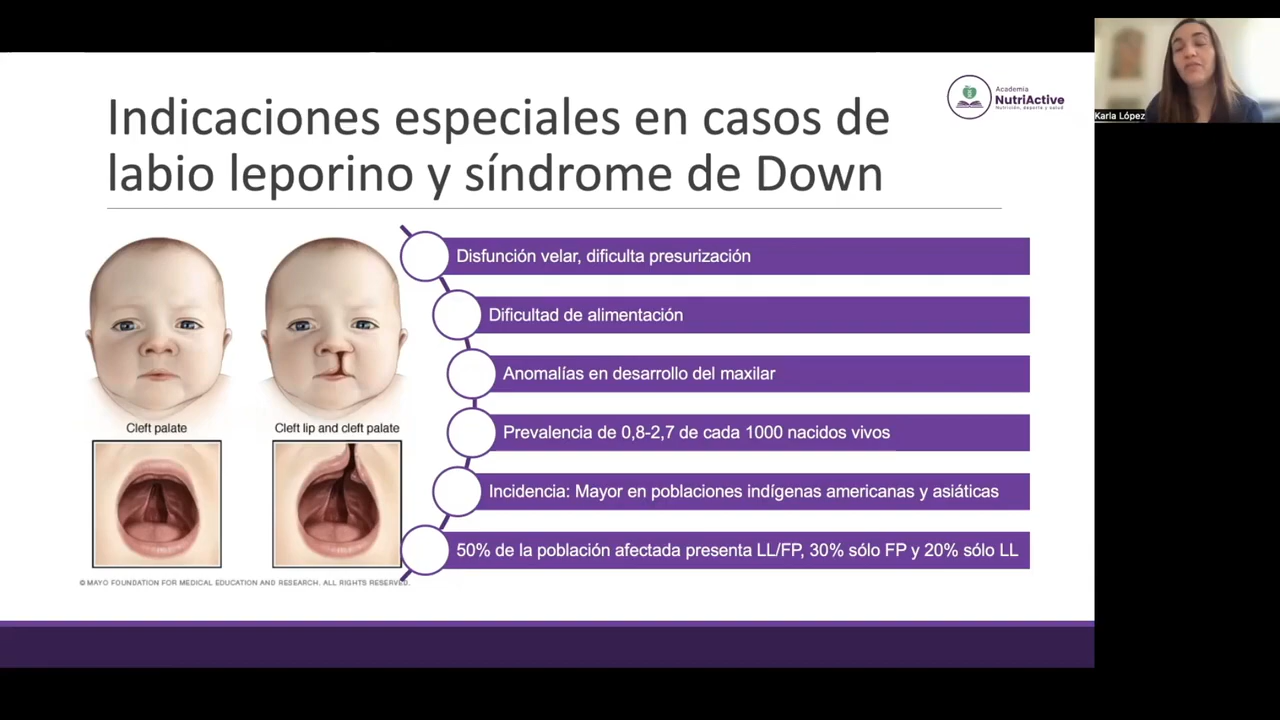 Indicaciones especiales en casos de
labio leporino y síndrome de Down
Academia
NutriActive
Nutrición, deporte y salud
Karla López
Disfunción velar, dificulta presurización
Dificultad de alimentación
Anomalías en desarrollo del maxilar
Prevalencia de 0,8-2,7 de cada 1000 nacidos vivos
Incidencia: Mayor en poblaciones indígenas americanas y asiáticas
50% de la población afectada presenta LL/FP, 30% sólo FP y 20% sólo LL
Cleft palate
Cleft lip and cleft palate
© MAYO FOUNDATION FOR MEDICAL EDUCATION AND RESEARCH. ALL RIGHTS RESERVED.